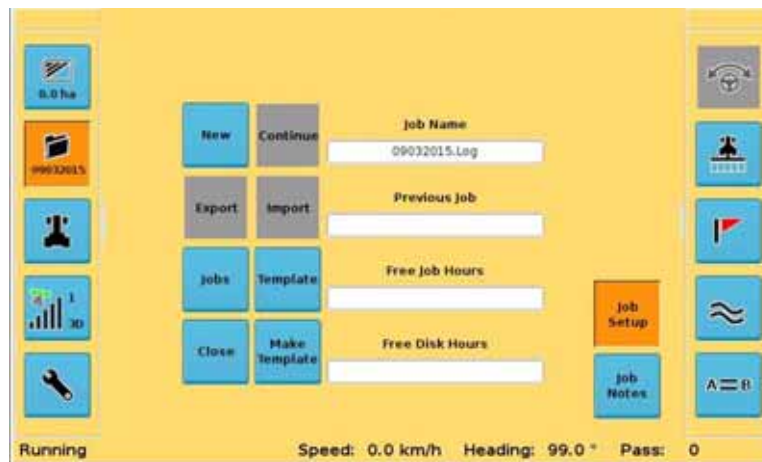 0.0 ha
09032015
1
3D
New
Continue
Job Name
09032015.Log
Export
Import
Previous Job
Jobs
Template
Free Job Hours
Close
Make
Template
Free Disk Hours
Job
Setup
Job
Notes
A B
Running
Speed: 0.0 km/h Heading: 99.0 ° Pass: 0